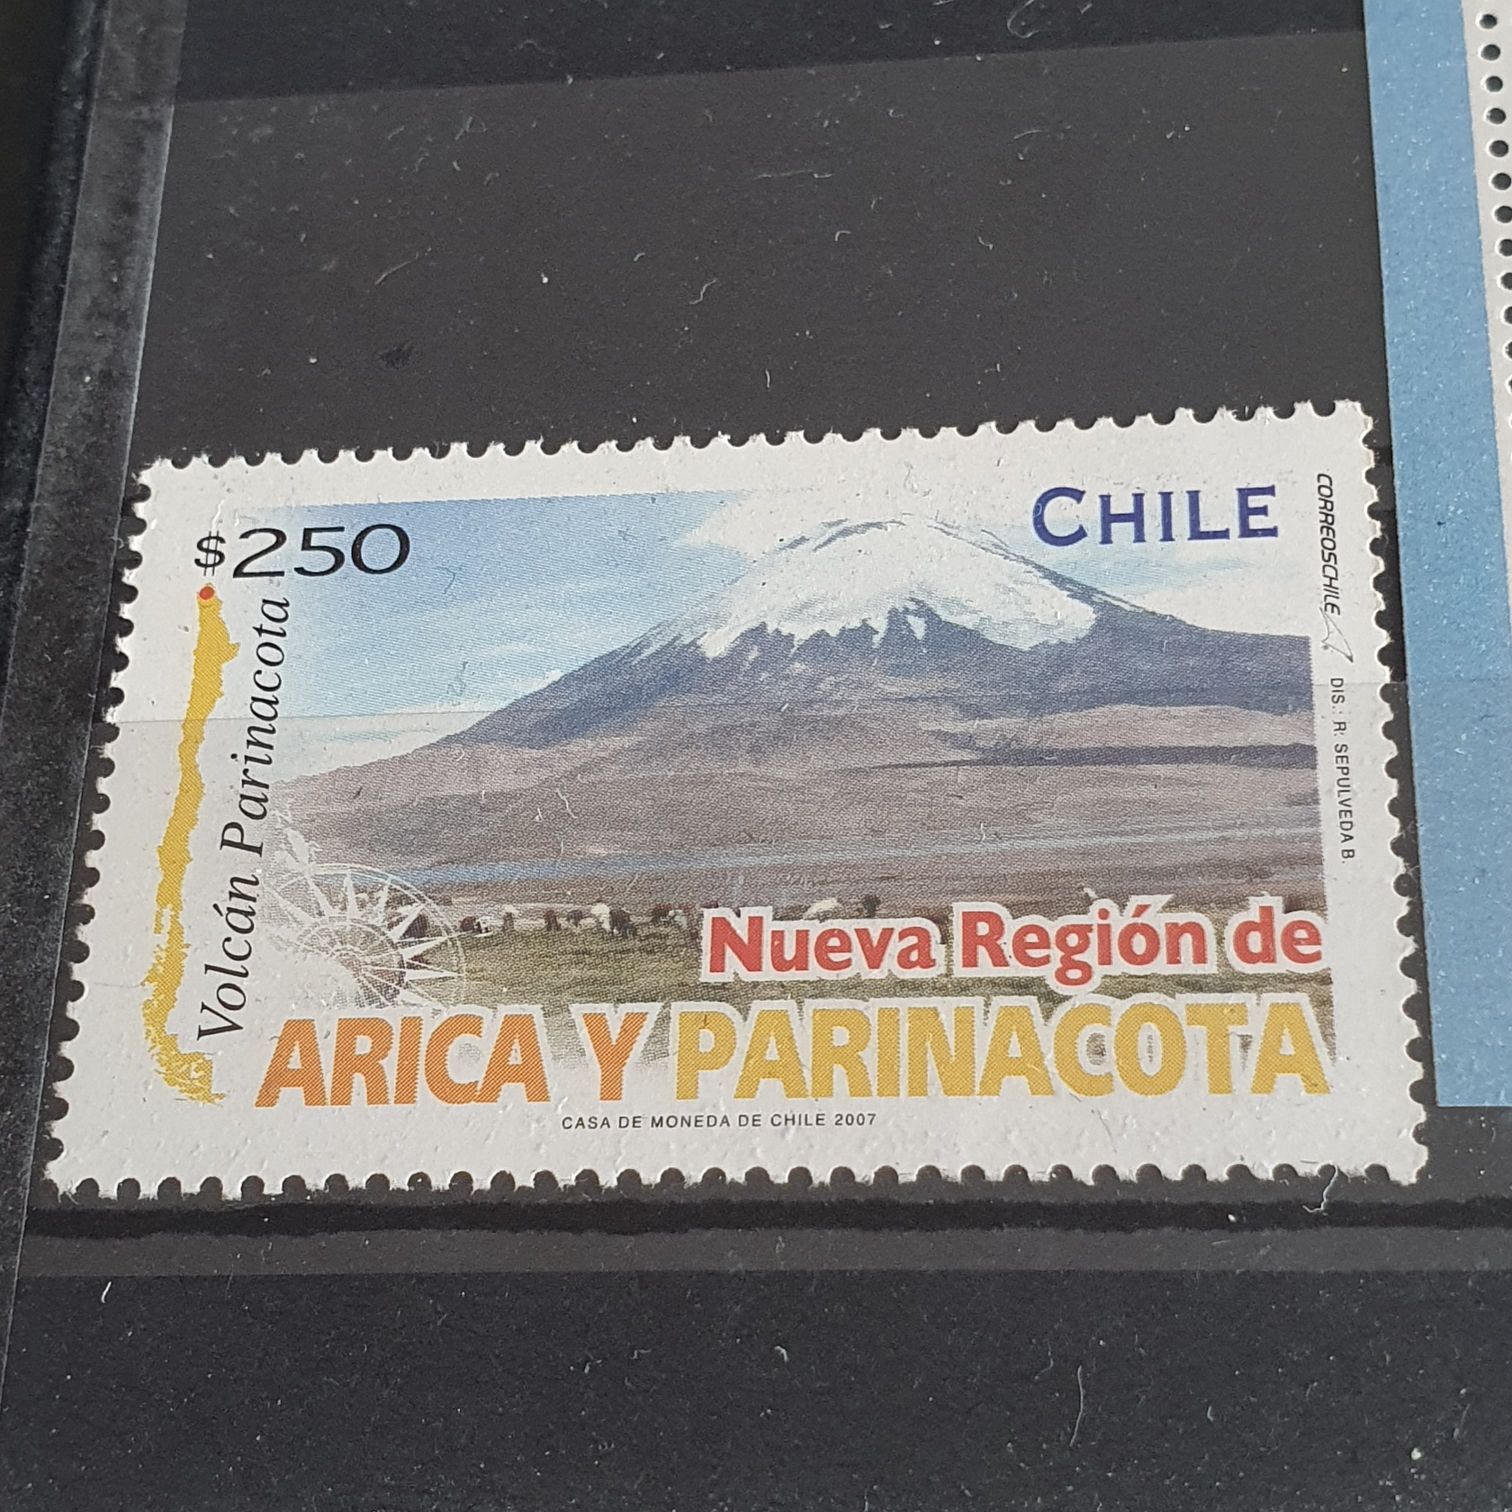 $250
CHILE
CORREOSCHILE
DIS.: R. SEPULVEDA B.
Volcán Parinacota
Nueva Región de
ARICA Y PARINACOTA
CASA DE MONEDA DE CHILE 2007